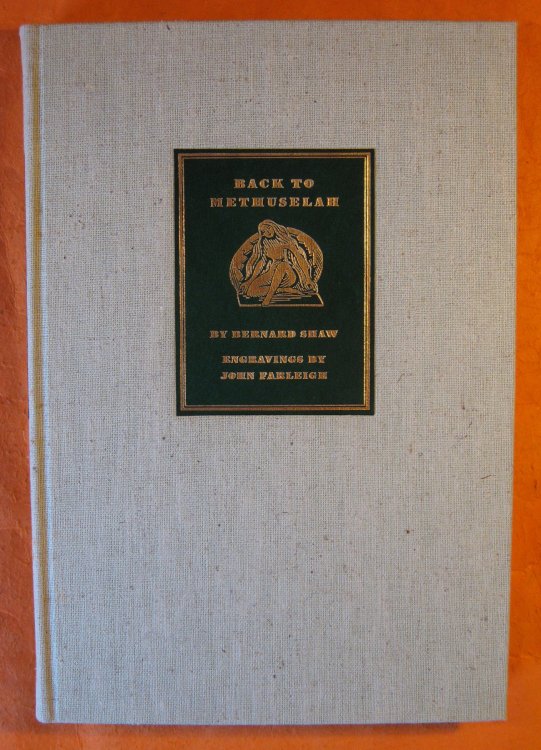 BACK TO
METHUSELAH
BY BERNARD SHAW
ENGRAVINGS BY
JOHN FARLEIGH